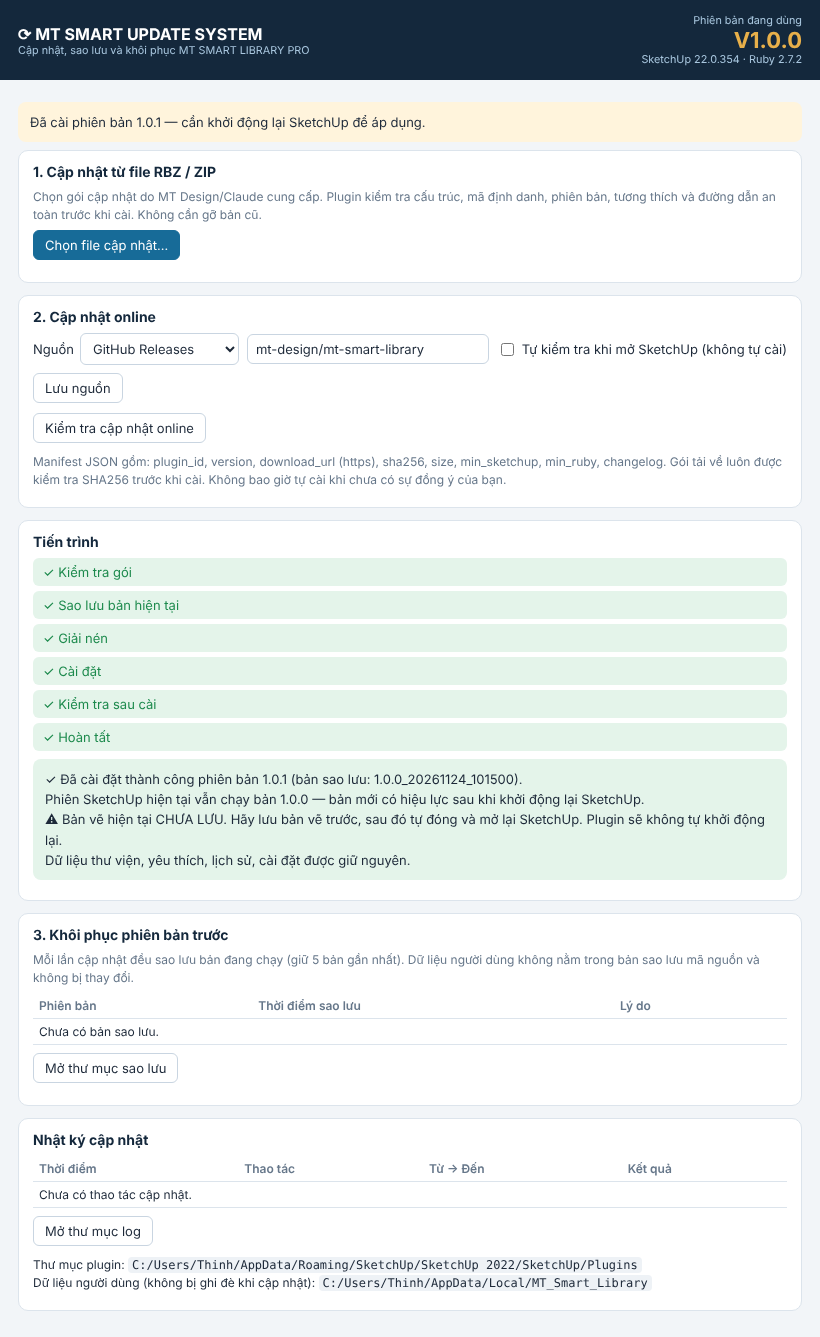 ⟳ MT SMART UPDATE SYSTEM
Cập nhật, sao lưu và khôi phục MT SMART LIBRARY PRO
Phiên bản đang dùng
V1.0.0
SketchUp 22.0.354 · Ruby 2.7.2
Đã cài phiên bản 1.0.1 — cần khởi động lại SketchUp để áp dụng.
1. Cập nhật từ file RBZ / ZIP
Chọn gói cập nhật do MT Design/Claude cung cấp. Plugin kiểm tra cấu trúc, mã định danh, phiên bản, tương thích và đường dẫn an
toàn trước khi cài. Không cần gỡ bản cũ.
Chọn file cập nhật...
2. Cập nhật online
Nguồn GitHub Releases mt-design/mt-smart-library Tự kiểm tra khi mở SketchUp (không tự cài)
Lưu nguồn
Kiểm tra cập nhật online
Manifest JSON gồm: plugin_id, version, download_url (https), sha256, size, min_sketchup, min_ruby, changelog. Gói tải về luôn được
kiểm tra SHA256 trước khi cài. Không bao giờ tự cài khi chưa có sự đồng ý của bạn.
Tiến trình
✓ Kiểm tra gói
✓ Sao lưu bản hiện tại
✓ Giải nén
✓ Cài đặt
✓ Kiểm tra sau cài
✓ Hoàn tất
✓ Đã cài đặt thành công phiên bản 1.0.1 (bản sao lưu: 1.0.0_20261124_101500).
Phiên SketchUp hiện tại vẫn chạy bản 1.0.0 — bản mới có hiệu lực sau khi khởi động lại SketchUp.
⚠ Bản vẽ hiện tại CHƯA LƯU. Hãy lưu bản vẽ trước, sau đó tự đóng và mở lại SketchUp. Plugin sẽ không tự khởi động
lại.
Dữ liệu thư viện, yêu thích, lịch sử, cài đặt được giữ nguyên.
3. Khôi phục phiên bản trước
Mỗi lần cập nhật đều sao lưu bản đang chạy (giữ 5 bản gần nhất). Dữ liệu người dùng không nằm trong bản sao lưu mã nguồn và
không bị thay đổi.
Phiên bản Thời điểm sao lưu Lý do
Chưa có bản sao lưu.
Mở thư mục sao lưu
Nhật ký cập nhật
Thời điểm Thao tác Từ → Đến Kết quả
Chưa có thao tác cập nhật.
Mở thư mục log
Thư mục plugin: C:/Users/Thinh/AppData/Roaming/SketchUp/SketchUp 2022/SketchUp/Plugins
Dữ liệu người dùng (không bị ghi đè khi cập nhật): C:/Users/Thinh/AppData/Local/MT_Smart_Library